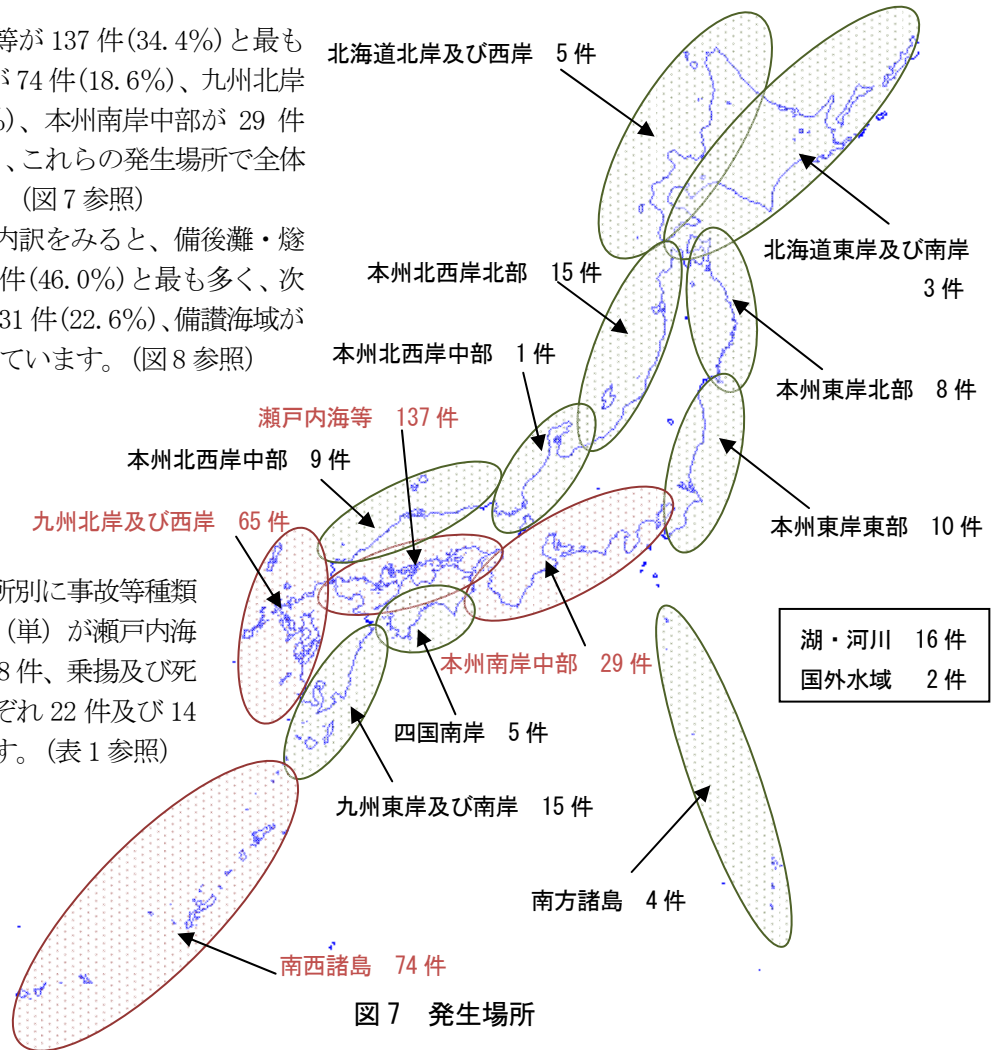 等が 137 件(34.4%)と最も
が 74 件(18.6%)、九州北岸
%)、本州南岸中部が 29 件
、これらの発生場所で全体
(図 7 参照)
内訳をみると、備後灘・燧
件(46.0%)と最も多く、次
31 件(22.6%)、備讃海域が
ています。(図 8 参照)
北海道北岸及び西岸 5 件
北海道東岸及び南岸
3 件
本州北西岸北部 15 件
本州北西岸中部 1 件
本州東岸北部 8 件
瀬戸内海等 137 件
本州北西岸中部 9 件
九州北岸及び西岸 65 件
本州東岸東部 10 件
所別に事故等種類
(単)が瀬戸内海
8 件、乗揚及び死
ぞれ 22 件及び 14
す。(表 1 参照)
湖・河川 16 件
国外水域 2 件
本州南岸中部 29 件
四国南岸 5 件
九州東岸及び南岸 15 件
南方諸島 4 件
南西諸島 74 件
図 7 発生場所